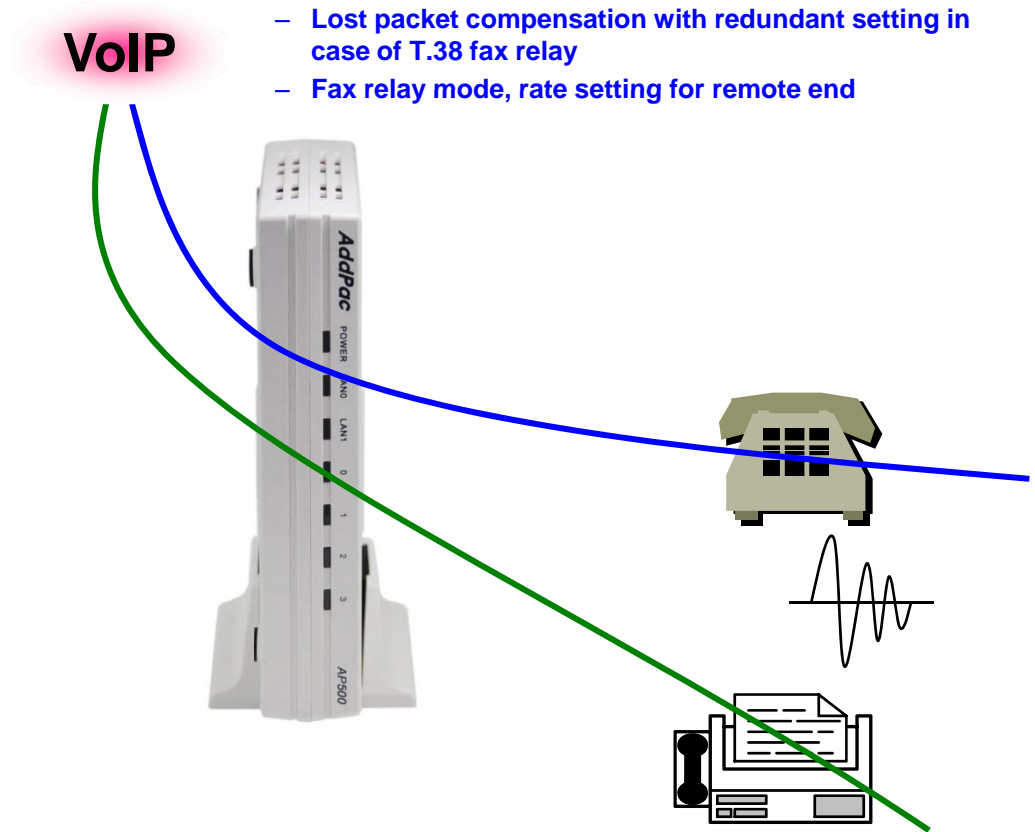 VoIP
– Lost packet compensation with redundant setting in
case of T.38 fax relay
– Fax relay mode, rate setting for remote end
AddPac
POWER
AN0
LAN1
0
1
2
3
AP500